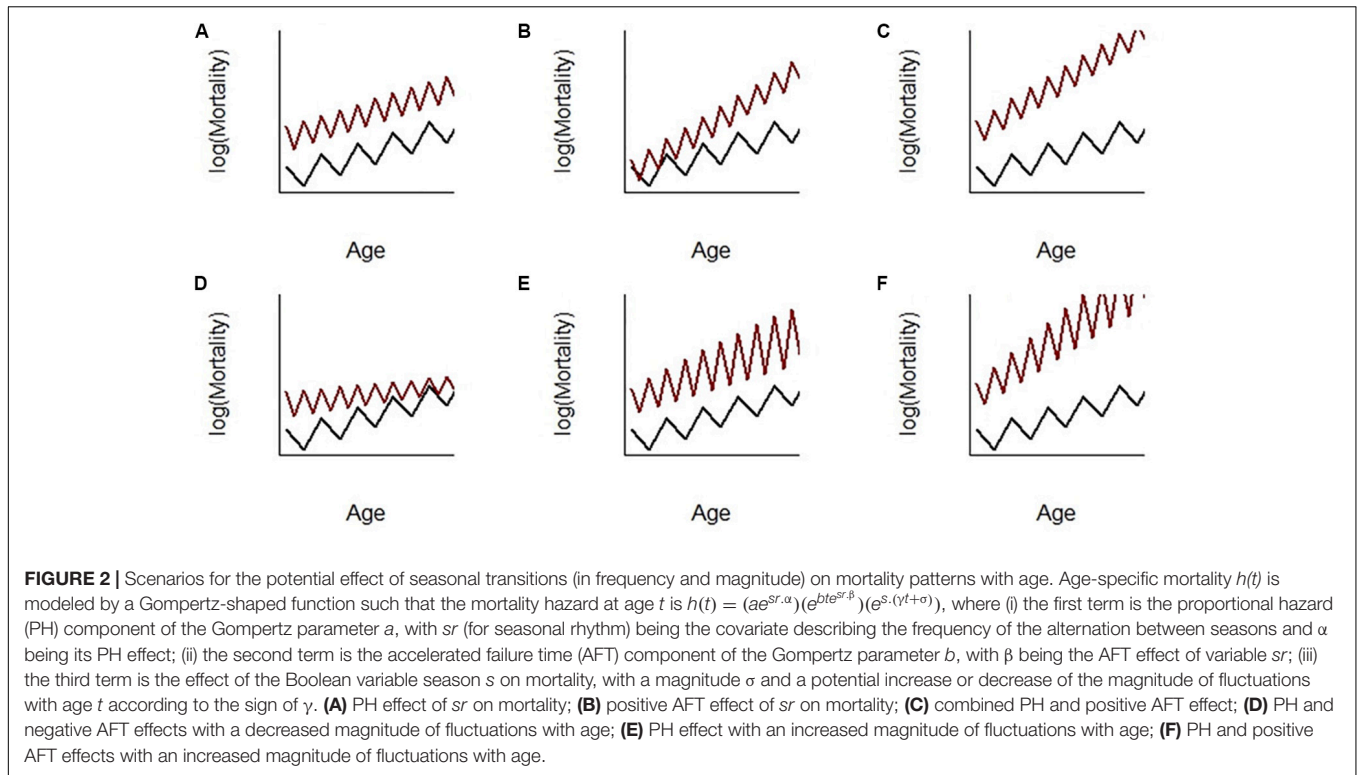 A
B
C
log(Mortality)
log(Mortality)
log(Mortality)
Age
Age
Age
D
E
F
log(Mortality)
log(Mortality)
log(Mortality)
Age
Age
Age
FIGURE 2 | Scenarios for the potential effect of seasonal transitions (in frequency and magnitude) on mortality patterns with age. Age-specific mortality h(t) is
modeled by a Gompertz-shaped function such that the mortality hazard at age t is h(t) = (ae^{sr.α})(e^{bte^{sr.β}})(e^{s.(γt+σ)}), where (i) the first term is the proportional hazard
(PH) component of the Gompertz parameter a, with sr (for seasonal rhythm) being the covariate describing the frequency of the alternation between seasons and α
being its PH effect; (ii) the second term is the accelerated failure time (AFT) component of the Gompertz parameter b, with β being the AFT effect of variable sr; (iii)
the third term is the effect of the Boolean variable season s on mortality, with a magnitude σ and a potential increase or decrease of the magnitude of fluctuations
with age t according to the sign of γ. (A) PH effect of sr on mortality; (B) positive AFT effect of sr on mortality; (C) combined PH and positive AFT effect; (D) PH and
negative AFT effects with a decreased magnitude of fluctuations with age; (E) PH effect with an increased magnitude of fluctuations with age; (F) PH and positive
AFT effects with an increased magnitude of fluctuations with age.